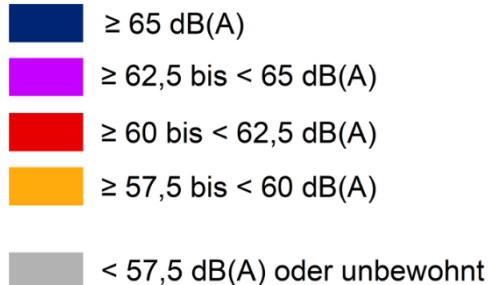 ≥ 65 dB(A)
≥ 62,5 bis < 65 dB(A)
≥ 60 bis < 62,5 dB(A)
≥ 57,5 bis < 60 dB(A)
< 57,5 dB(A) oder unbewohnt